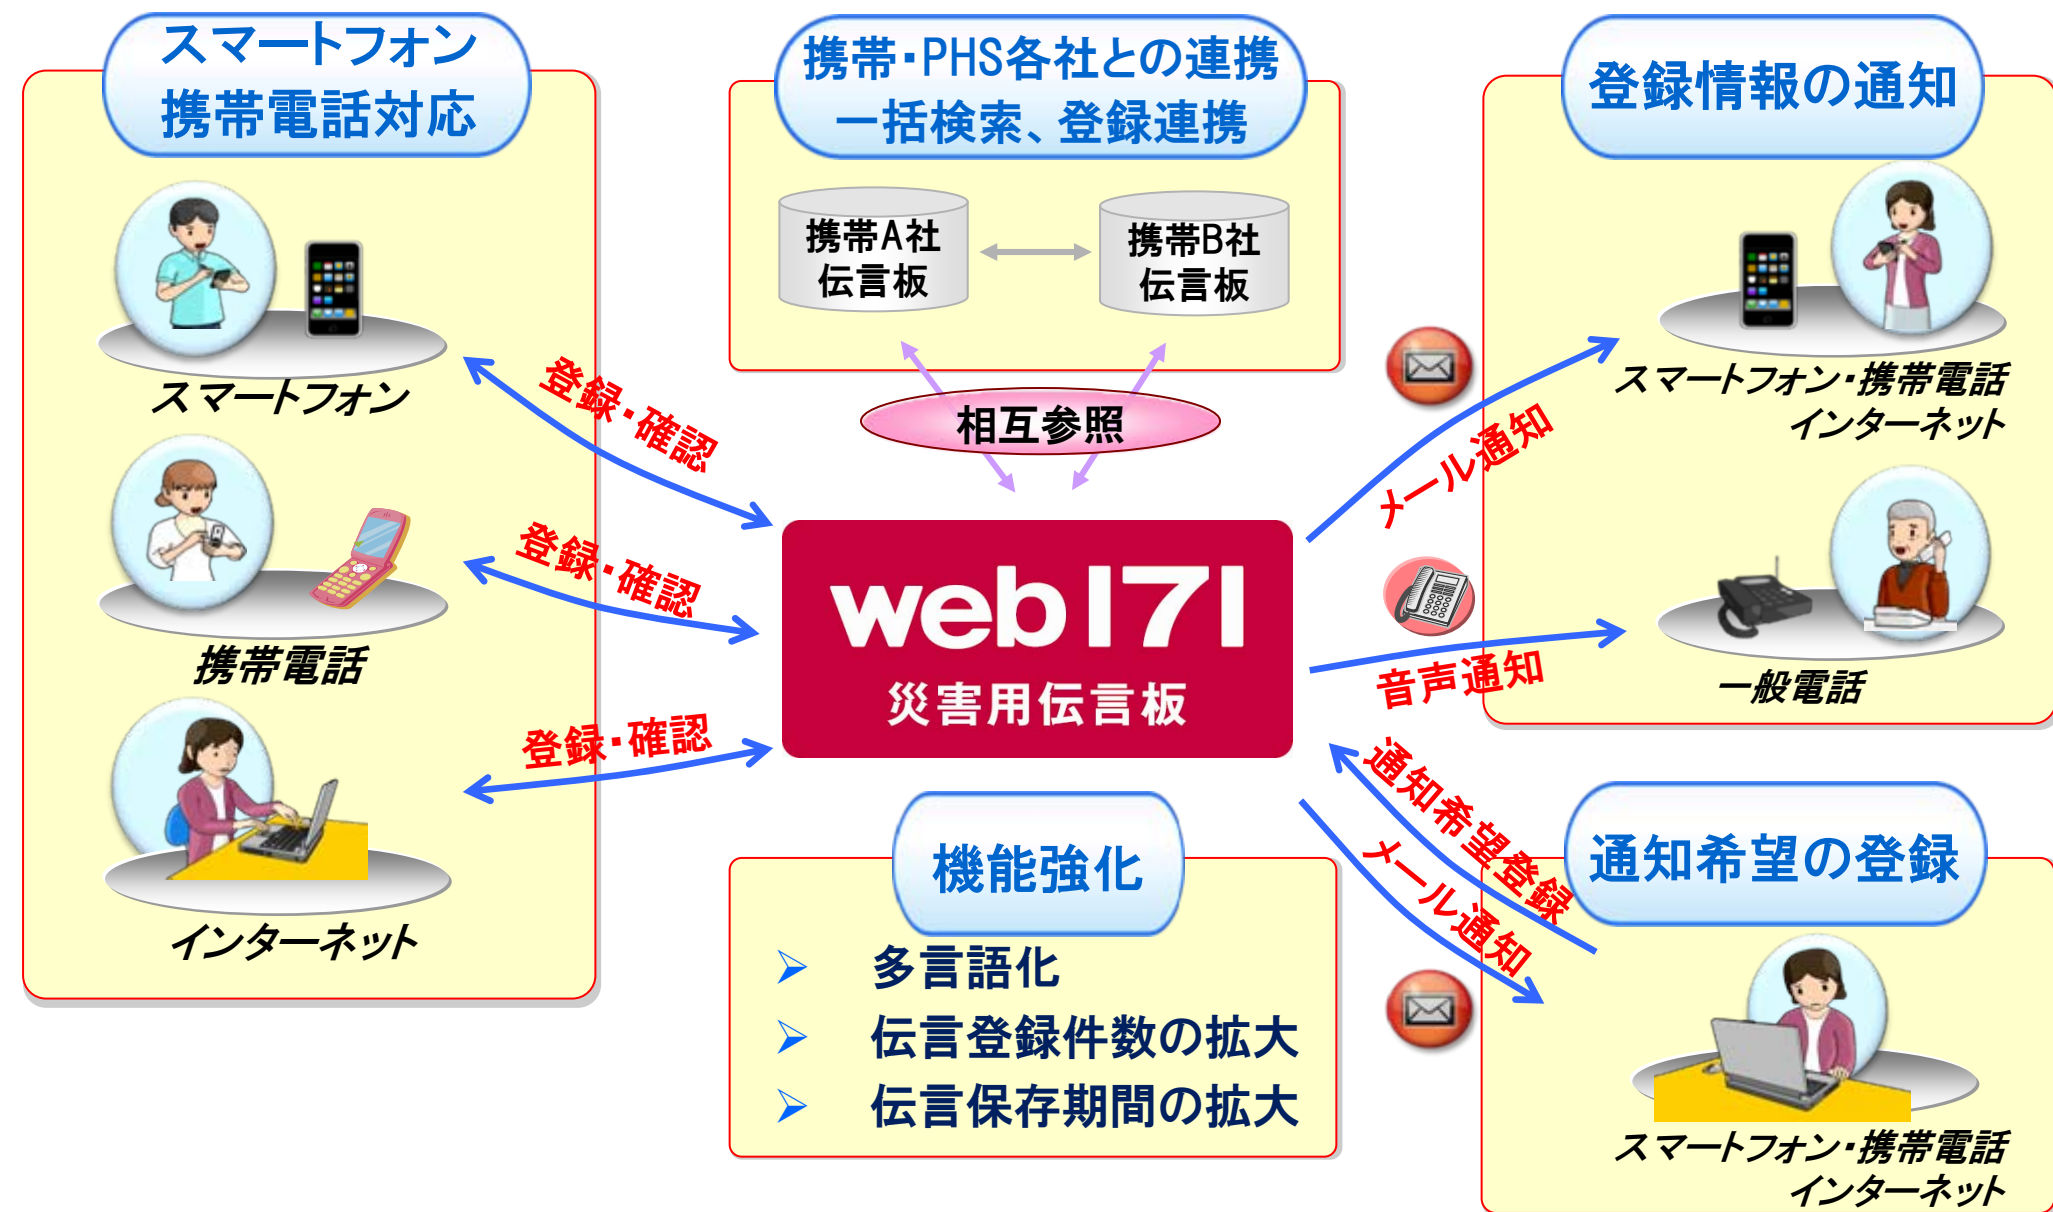 スマートフォン
携帯電話対応
スマートフォン
携帯電話
インターネット
登録・確認
登録・確認
登録・確認
携帯・PHS各社との連携
一括検索、登録連携
携帯A社
伝言板
携帯B社
伝言板
相互参照
web171
災害用伝言板
機能強化
➢ 多言語化
➢ 伝言登録件数の拡大
➢ 伝言保存期間の拡大
登録情報の通知
メール通知
スマートフォン・携帯電話
インターネット
音声通知
一般電話
通知希望の登録
通知希望登録
メール通知
スマートフォン・携帯電話
インターネット